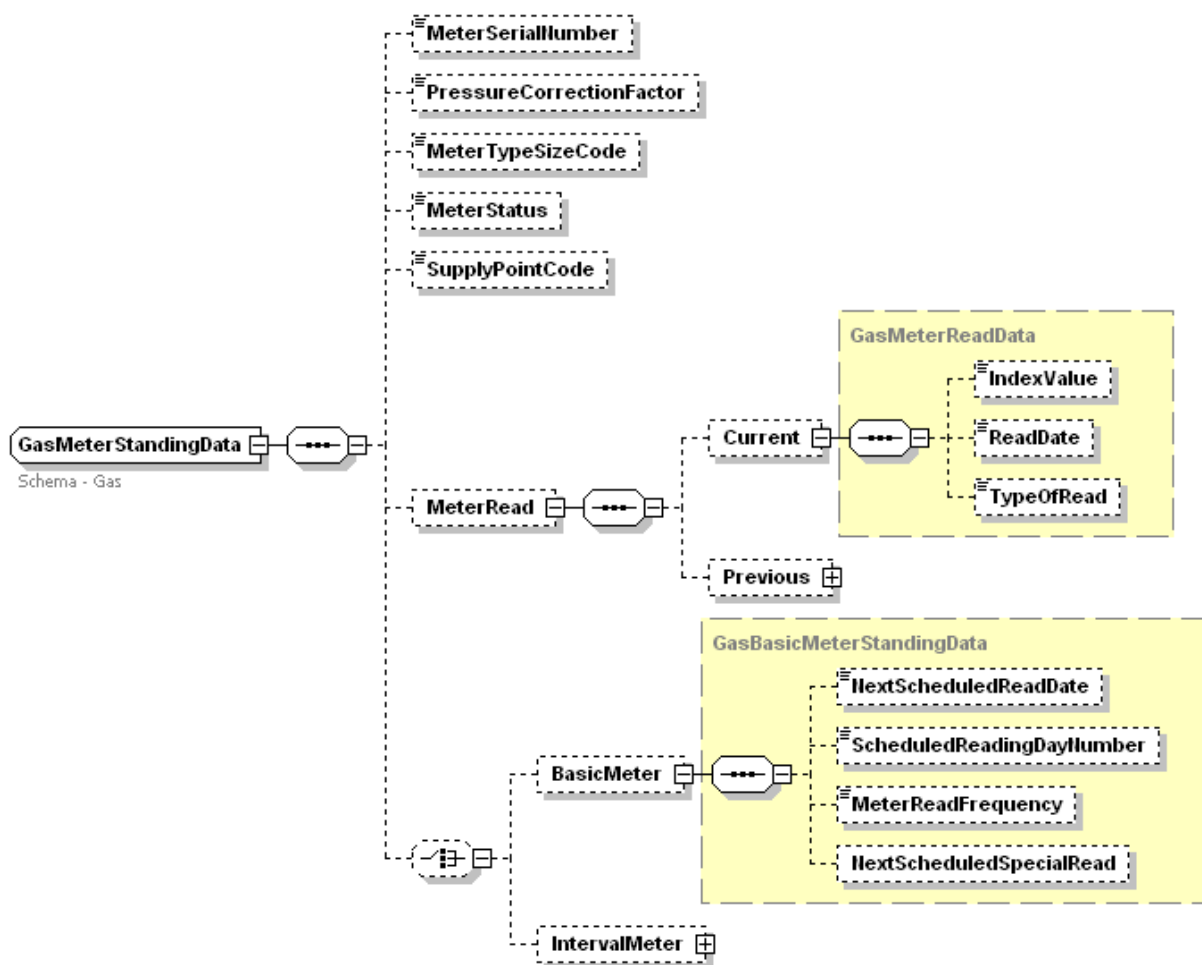 MeterSerialNumber
PressureCorrectionFactor
MeterTypeSizeCode
MeterStatus
SupplyPointCode
GasMeterReadData
IndexValue
GasMeterStandingData
Current
ReadDate
Schema - Gas
TypeOfRead
MeterRead
Previous
GasBasicMeterStandingData
NextScheduledReadDate
ScheduledReadingDayNumber
BasicMeter
MeterReadFrequency
NextScheduledSpecialRead
IntervalMeter